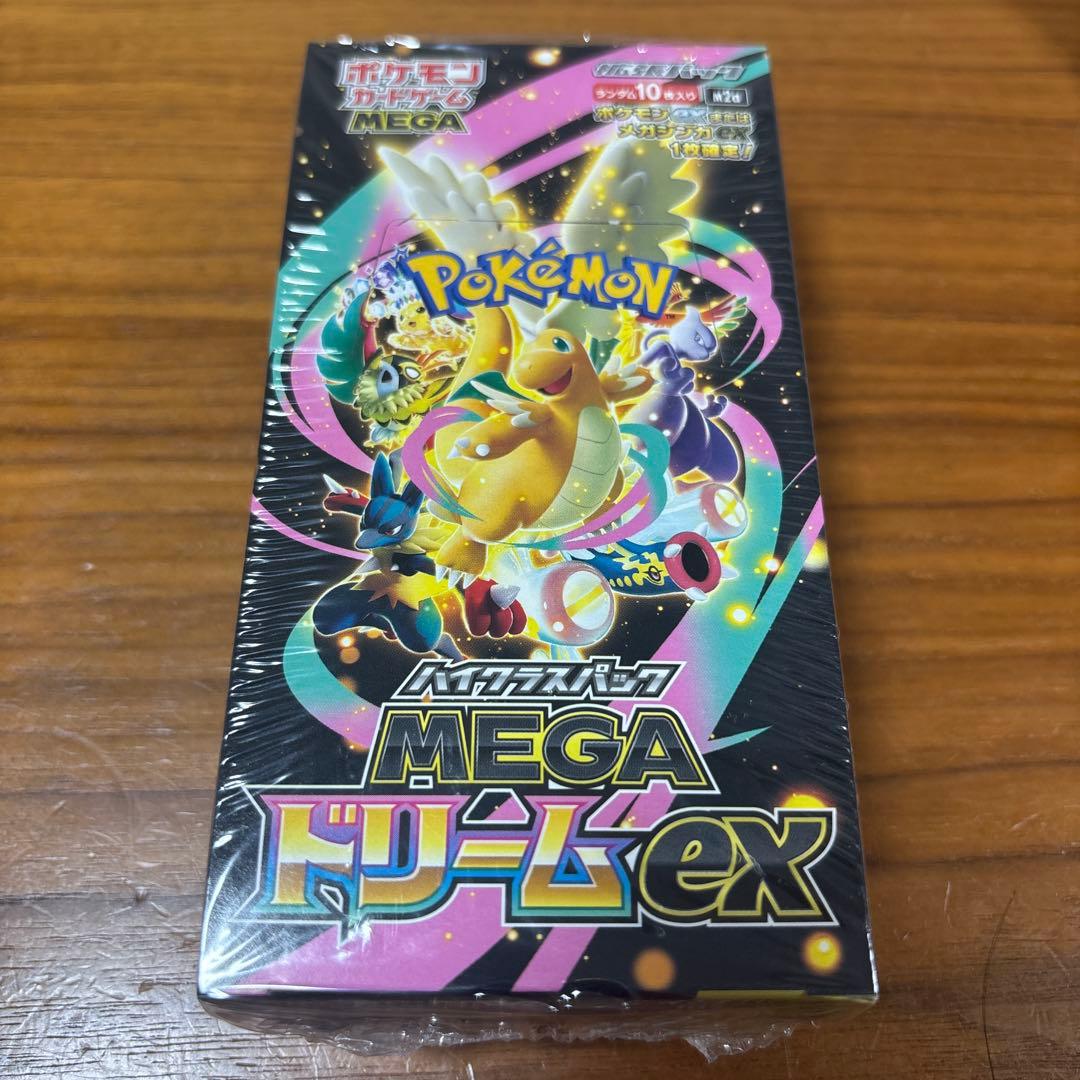 ポケモン
カードゲーム
MEGA
ハイクラスパック
ランダム10枚入り
M2a
ポケモンexまたは
メガシンカex
1枚確定!
POKéMON
TM
ハイクラスパック
MEGA
ドリームex